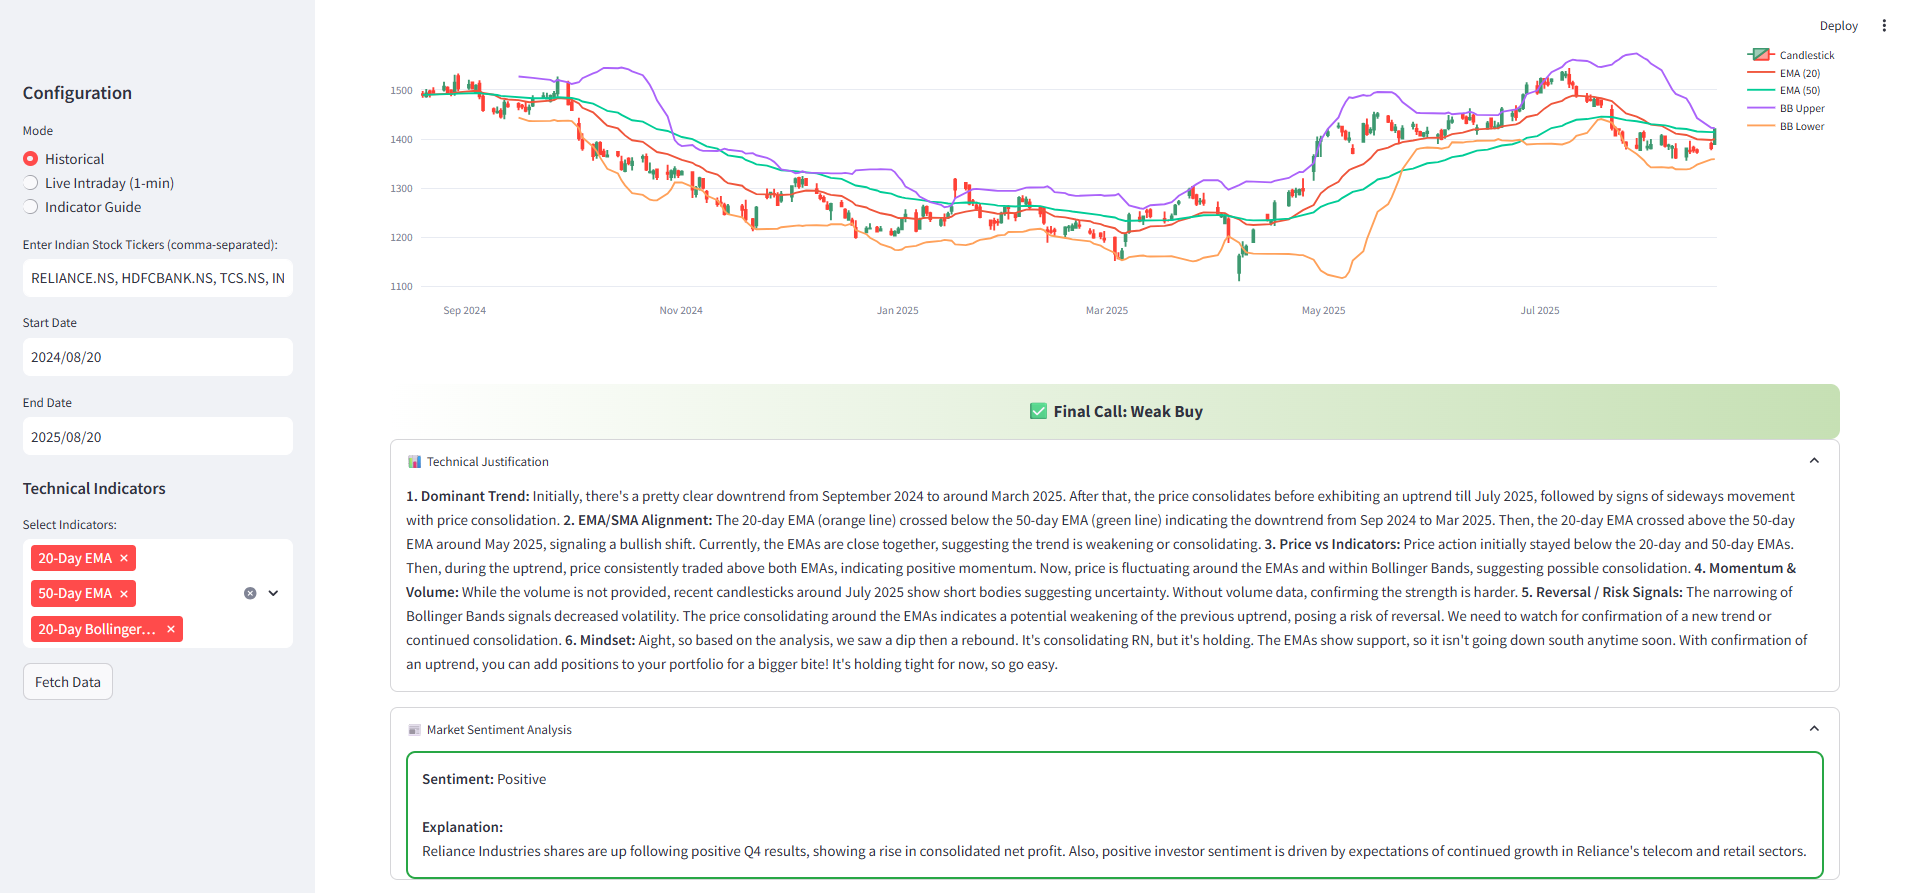 Deploy
Configuration
Mode
Historical
Live Intraday (1-min)
Indicator Guide
Enter Indian Stock Tickers (comma-separated):
RELIANCE.NS, HDFCBANK.NS, TCS.NS, IN
Start Date
2024/08/20
End Date
2025/08/20
Technical Indicators
Select Indicators:
20-Day EMA
50-Day EMA
20-Day Bollinger...
Fetch Data
1500
1400
1300
1200
1100
Sep 2024
Nov 2024
Jan 2025
Mar 2025
May 2025
Jul 2025
Candlestick
EMA (20)
EMA (50)
BB Upper
BB Lower
Final Call: Weak Buy
Technical Justification
1. Dominant Trend: Initially, there's a pretty clear downtrend from September 2024 to around March 2025. After that, the price consolidates before exhibiting an uptrend till July 2025, followed by signs of sideways movement
with price consolidation. 2. EMA/SMA Alignment: The 20-day EMA (orange line) crossed below the 50-day EMA (green line) indicating the downtrend from Sep 2024 to Mar 2025. Then, the 20-day EMA crossed above the 50-day
EMA around May 2025, signaling a bullish shift. Currently, the EMAs are close together, suggesting the trend is weakening or consolidating. 3. Price vs Indicators: Price action initially stayed below the 20-day and 50-day EMAs.
Then, during the uptrend, price consistently traded above both EMAs, indicating positive momentum. Now, price is fluctuating around the EMAs and within Bollinger Bands, suggesting possible consolidation. 4. Momentum &
Volume: While the volume is not provided, recent candlesticks around July 2025 show short bodies suggesting uncertainty. Without volume data, confirming the strength is harder. 5. Reversal / Risk Signals: The narrowing of
Bollinger Bands signals decreased volatility. The price consolidating around the EMAs indicates a potential weakening of the previous uptrend, posing a risk of reversal. We need to watch for confirmation of a new trend or
continued consolidation. 6. Mindset: Aight, so based on the analysis, we saw a dip then a rebound. It's consolidating RN, but it's holding. The EMAs show support, so it isn't going down south anytime soon. With confirmation of
an uptrend, you can add positions to your portfolio for a bigger bite! It's holding tight for now, so go easy.
Market Sentiment Analysis
Sentiment: Positive
Explanation:
Reliance Industries shares are up following positive Q4 results, showing a rise in consolidated net profit. Also, positive investor sentiment is driven by expectations of continued growth in Reliance's telecom and retail sectors.